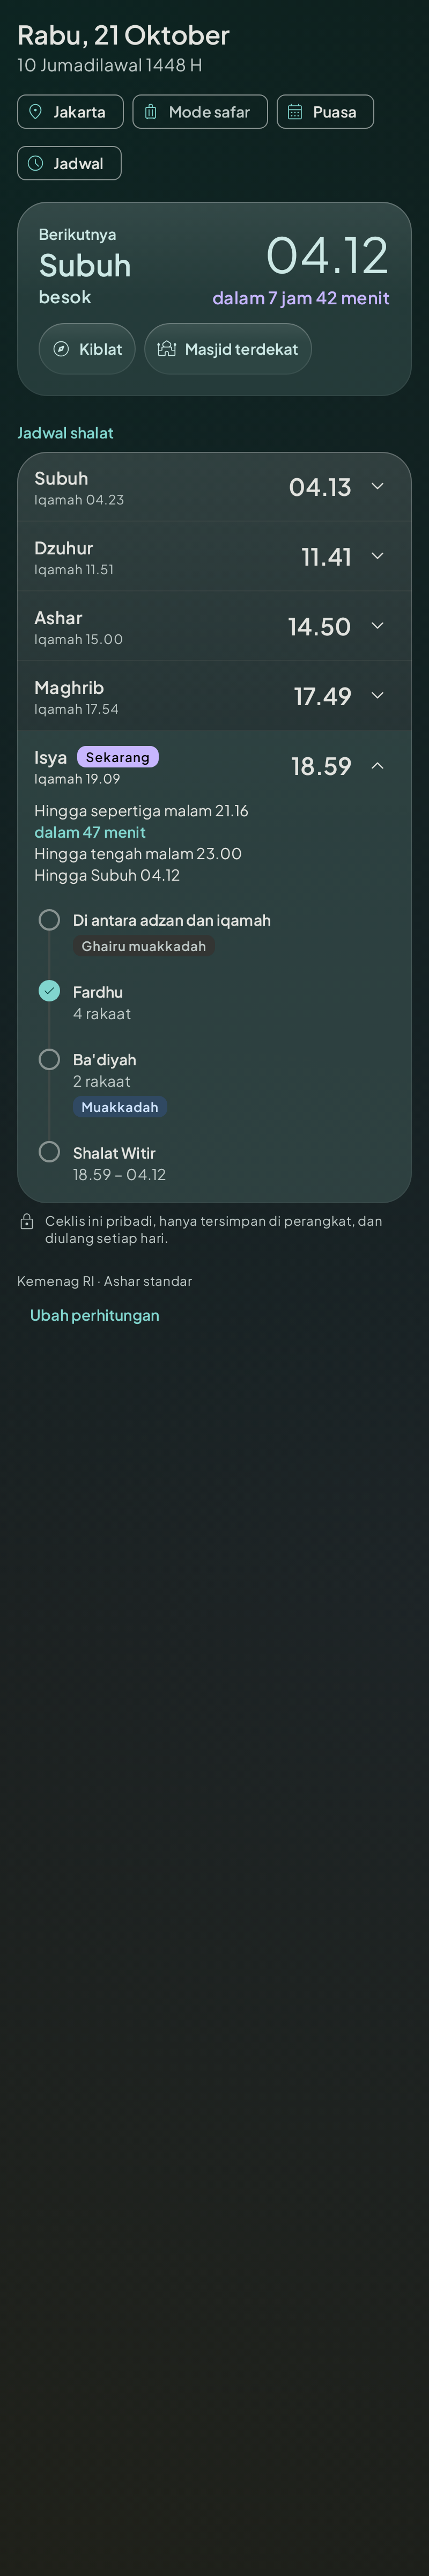 Rabu, 21 Oktober
10 Jumadilawal 1448 H
Jakarta
Mode safar
Puasa
Jadwal
Berikutnya
Subuh
besok
04.12
dalam 7 jam 42 menit
Kiblat
Masjid terdekat
Jadwal shalat
Subuh
Iqamah 04.23
04.13
Dzuhur
Iqamah 11.51
11.41
Ashar
Iqamah 15.00
14.50
Maghrib
Iqamah 17.54
17.49
Isya
Sekarang
Iqamah 19.09
18.59
Hingga sepertiga malam 21.16
dalam 47 menit
Hingga tengah malam 23.00
Hingga Subuh 04.12
Di antara adzan dan iqamah
Ghairu muakkadah
Fardhu
4 rakaat
Ba'diyah
2 rakaat
Muakkadah
Shalat Witir
18.59 – 04.12
Ceklis ini pribadi, hanya tersimpan di perangkat, dan
diulang setiap hari.
Kemenag RI · Ashar standar
Ubah perhitungan